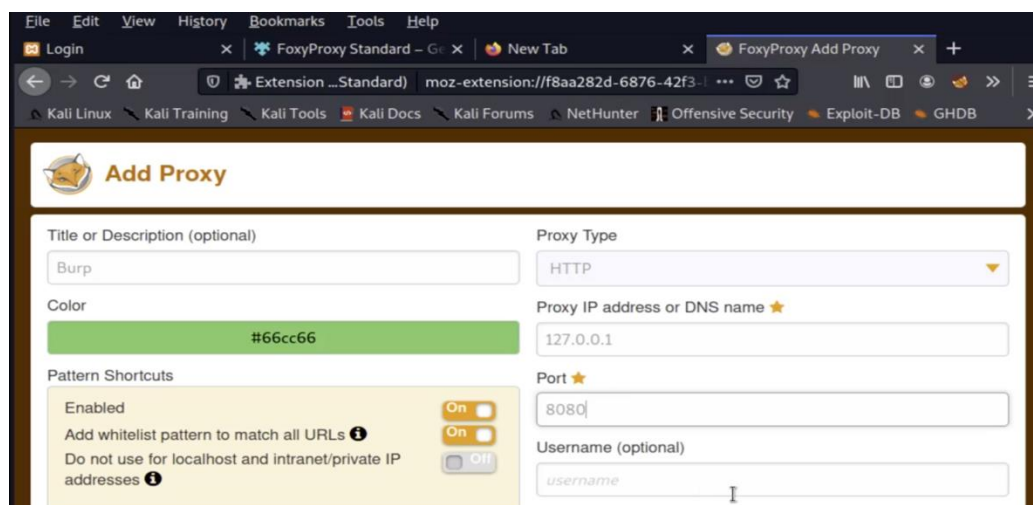 File Edit View History Bookmarks Tools Help
Login FoxyProxy Standard – Ge New Tab FoxyProxy Add Proxy
Extension ...Standard) moz-extension://f8aa282d-6876-42f3-
Kali Linux Kali Training Kali Tools Kali Docs Kali Forums NetHunter Offensive Security Exploit-DB GHDB
Add Proxy
Title or Description (optional)
Burp
Color
#66cc66
Pattern Shortcuts
Enabled On
Add whitelist pattern to match all URLs On
Do not use for localhost and intranet/private IP Off
addresses
Proxy Type
HTTP
Proxy IP address or DNS name
127.0.0.1
Port
8080
Username (optional)
username